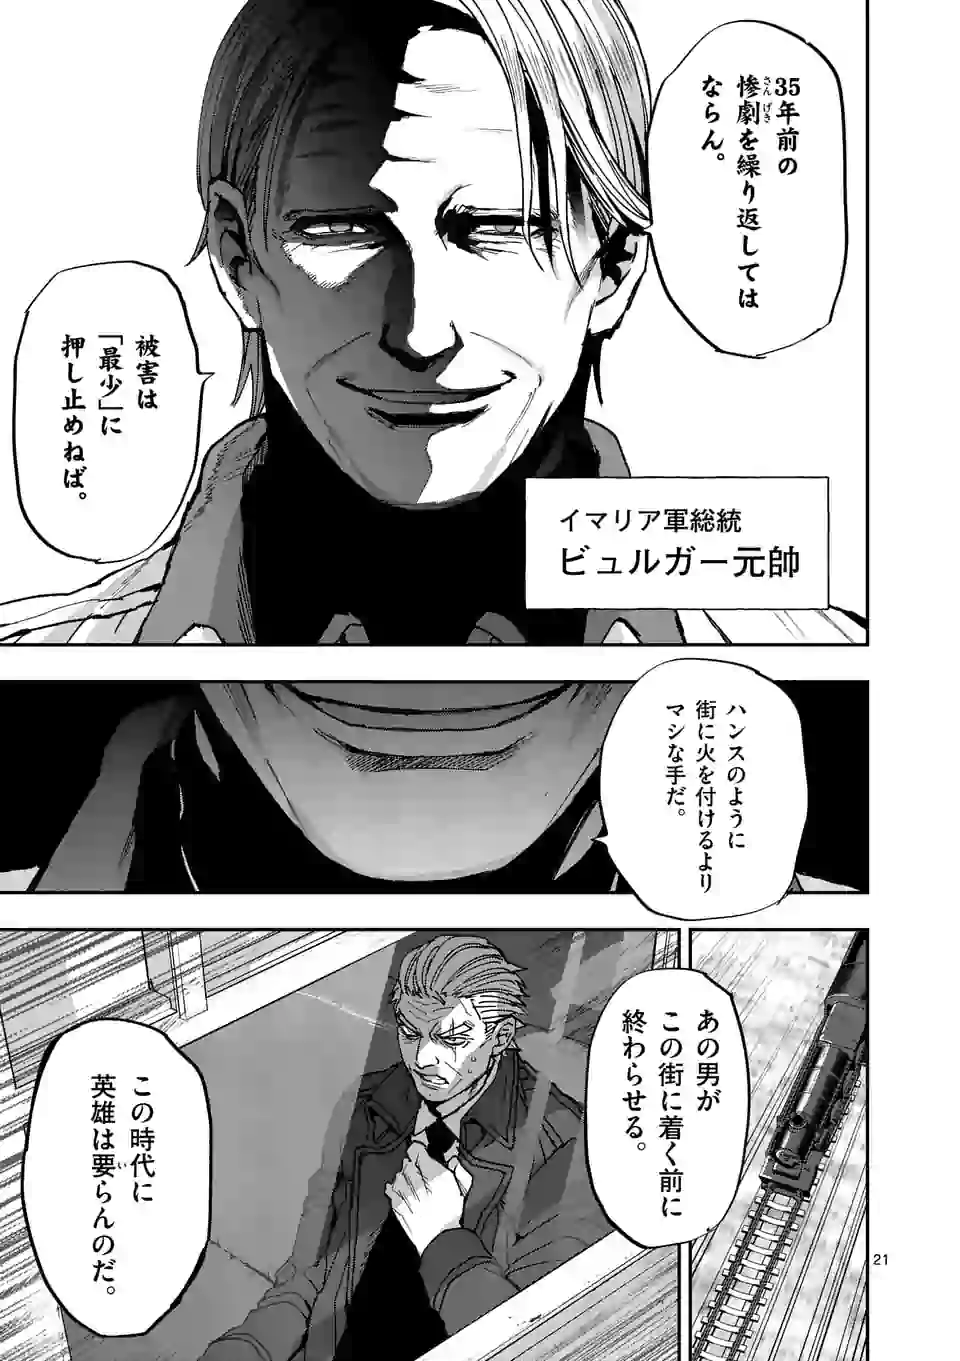 35年前の
惨劇を繰り返しては
ならん。
さんげき
被害は
「最少」に
押し止めねば。
イマリア軍総統
ビュルガー元帥
ハンスのように
街に火を付けるより
マシな手だ。
あの男が
この街に着く前に
終わらせる。
この時代に
英雄は要らんのだ。
い
21